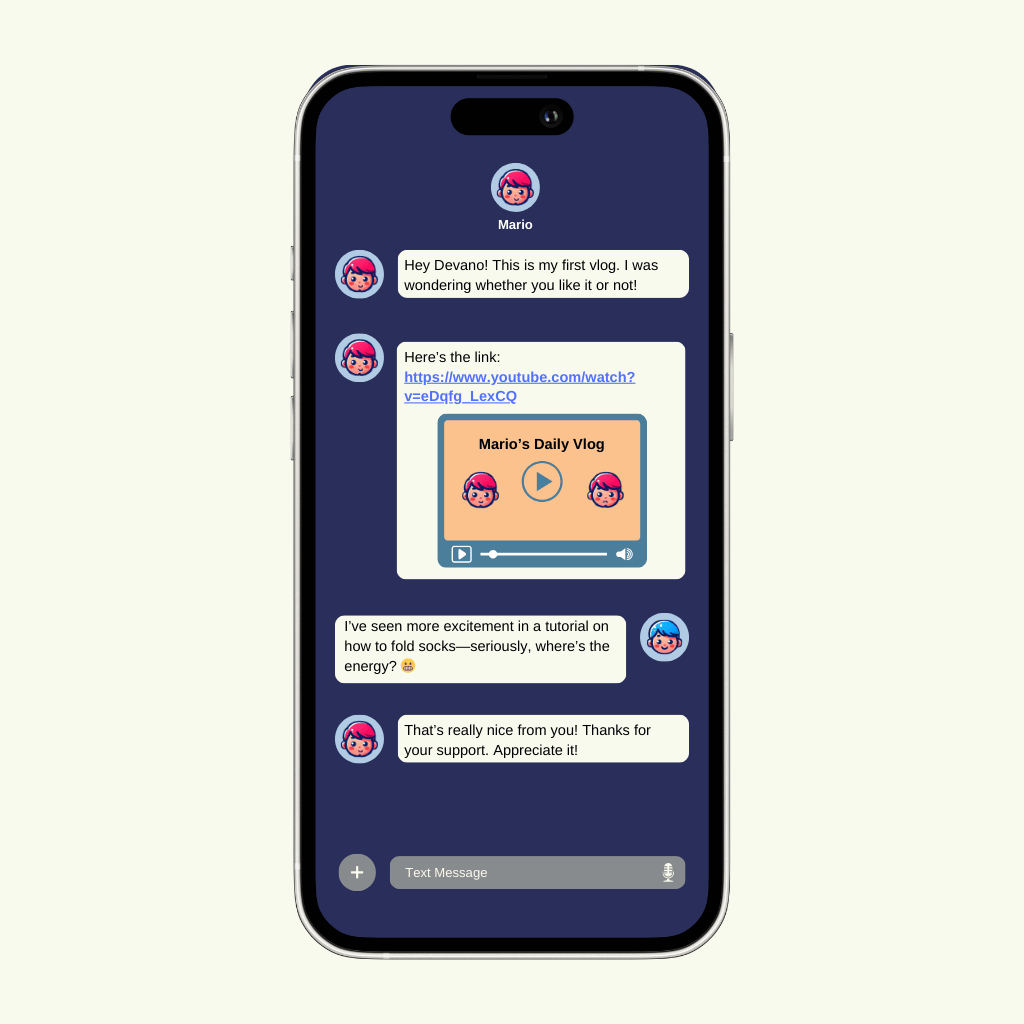 Mario
Hey Devano! This is my first vlog. I was
wondering whether you like it or not!
Here’s the link:
https://www.youtube.com/watch?
v=eDqfg_LexCQ
Mario’s Daily Vlog
I’ve seen more excitement in a tutorial on
how to fold socks—seriously, where’s the
energy? 😬
That’s really nice from you! Thanks for
your support. Appreciate it!
Text Message